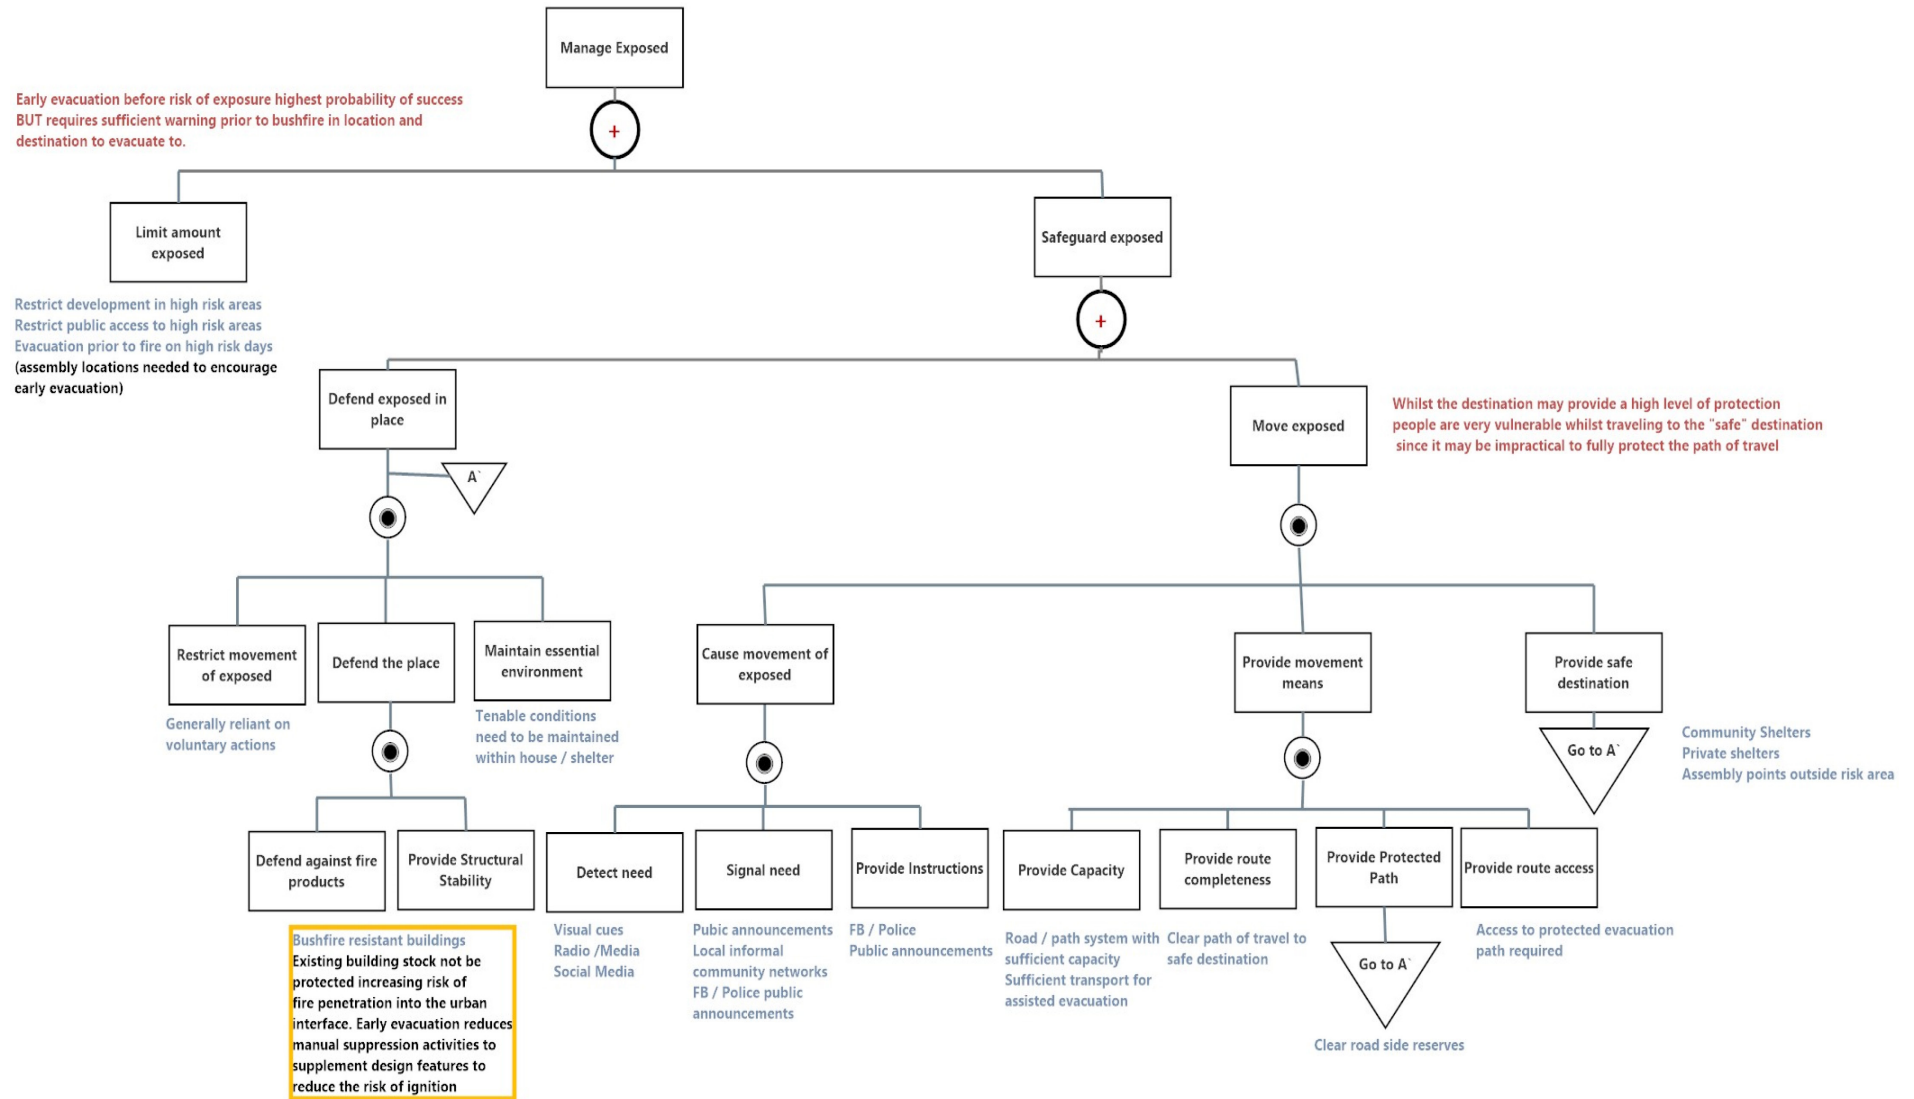 Manage Exposed
Early evacuation before risk of exposure highest probability of success
BUT requires sufficient warning prior to bushfire in location and
destination to evacuate to.
+
Limit amount
exposed
Safeguard exposed
Restrict development in high risk areas
Restrict public access to high risk areas
Evacuation prior to fire on high risk days
(assembly locations needed to encourage
early evacuation)
+
Defend exposed in
place
Move exposed
Whilst the destination may provide a high level of protection
people are very vulnerable whilst traveling to the "safe" destination
since it may be impractical to fully protect the path of travel
A`
Restrict movement
of exposed
Defend the place
Maintain essential
environment
Cause movement of
exposed
Provide movement
means
Provide safe
destination
Generally reliant on
voluntary actions
Tenable conditions
need to be maintained
within house / shelter
Go to A`
Community Shelters
Private shelters
Assembly points outside risk area
Defend against fire
products
Provide Structural
Stability
Detect need
Signal need
Provide Instructions
Provide Capacity
Provide route
completeness
Provide Protected
Path
Provide route access
Bushfire resistant buildings
Existing building stock not be
protected increasing risk of
fire penetration into the urban
interface. Early evacuation reduces
manual suppression activities to
supplement design features to
reduce the risk of ignition
Visual cues
Radio /Media
Social Media
Pubic announcements
Local informal
community networks
FB / Police public
announcements
FB / Police
Public announcements
Road / path system with
sufficient capacity
Sufficient transport for
assisted evacuation
Clear path of travel to
safe destination
Go to A`
Clear road side reserves
Access to protected evacuation
path required